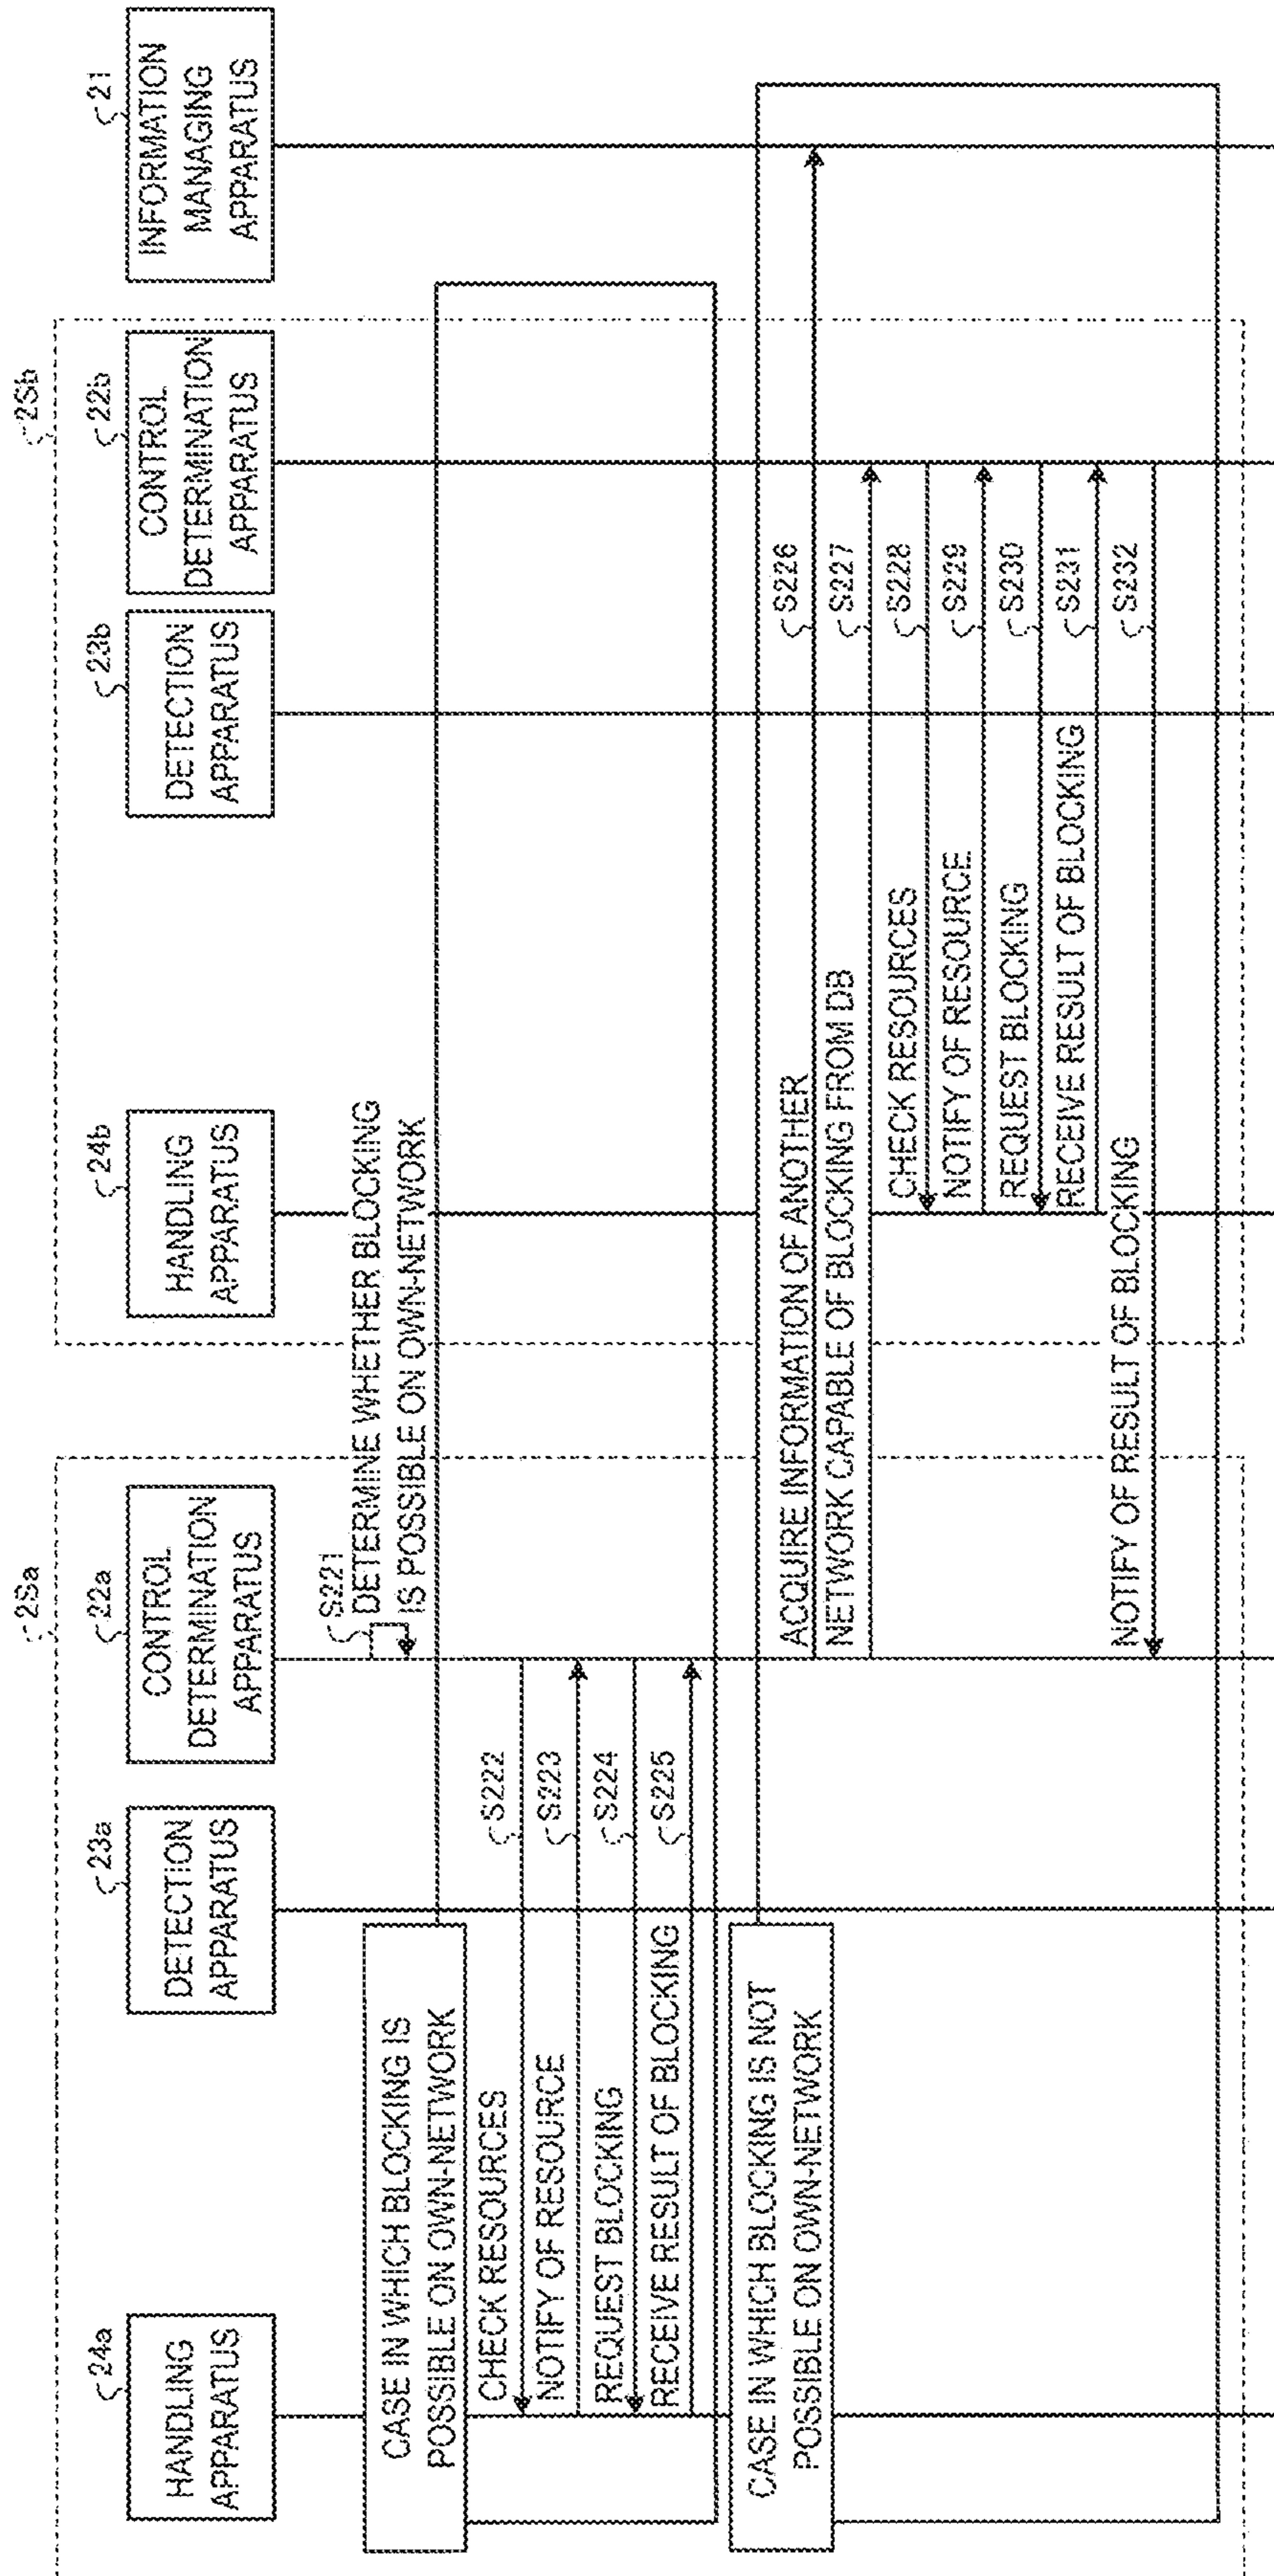 2Sa
2Sb
24a
HANDLING
APPARATUS
23a
DETECTION
APPARATUS
22a
CONTROL
DETERMINATION
APPARATUS
24b
HANDLING
APPARATUS
23b
DETECTION
APPARATUS
22b
CONTROL
DETERMINATION
APPARATUS
21
INFORMATION
MANAGING
APPARATUS
S221
DETERMINE WHETHER BLOCKING
IS POSSIBLE ON OWN-NETWORK
CASE IN WHICH BLOCKING IS
POSSIBLE ON OWN-NETWORK
CHECK RESOURCES
S222
NOTIFY OF RESOURCE
S223
REQUEST BLOCKING
S224
RECEIVE RESULT OF BLOCKING
S225
CASE IN WHICH BLOCKING IS NOT
POSSIBLE ON OWN-NETWORK
ACQUIRE INFORMATION OF ANOTHER
NETWORK CAPABLE OF BLOCKING FROM DB
S226
S227
CHECK RESOURCES
S228
NOTIFY OF RESOURCE
S229
REQUEST BLOCKING
S230
RECEIVE RESULT OF BLOCKING
S231
NOTIFY OF RESULT OF BLOCKING
S232